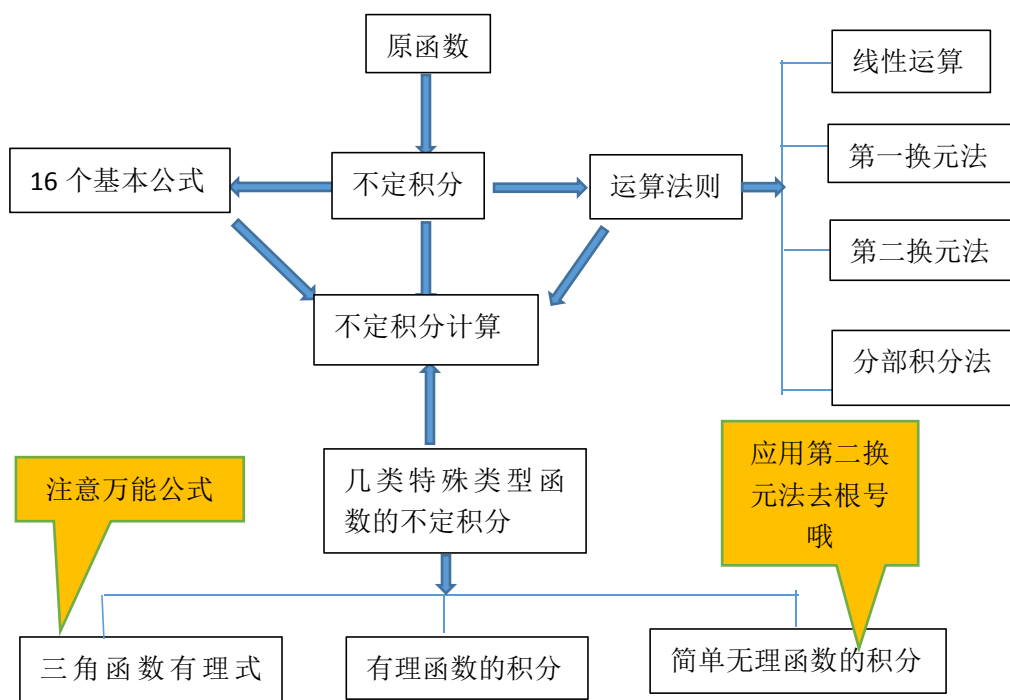 原函数
线性运算
第一换元法
16 个基本公式
不定积分
运算法则
第二换元法
不定积分计算
分部积分法
应用第二换
元法去根号
哦
注意万能公式
几类特殊类型函
数的不定积分
三角函数有理式
有理函数的积分
简单无理函数的积分